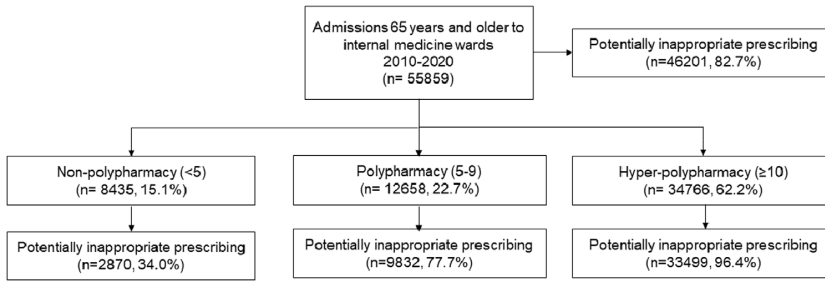 Admissions 65 years and older to
internal medicine wards
2010-2020
(n= 55859)
Potentially inappropriate prescribing
(n=46201, 82.7%)
Non-polypharmacy (<5)
(n= 8435, 15.1%)
Polypharmacy (5-9)
(n= 12658, 22.7%)
Hyper-polypharmacy (≥10)
(n= 34766, 62.2%)
Potentially inappropriate prescribing
(n=2870, 34.0%)
Potentially inappropriate prescribing
(n=9832, 77.7%)
Potentially inappropriate prescribing
(n=33499, 96.4%)